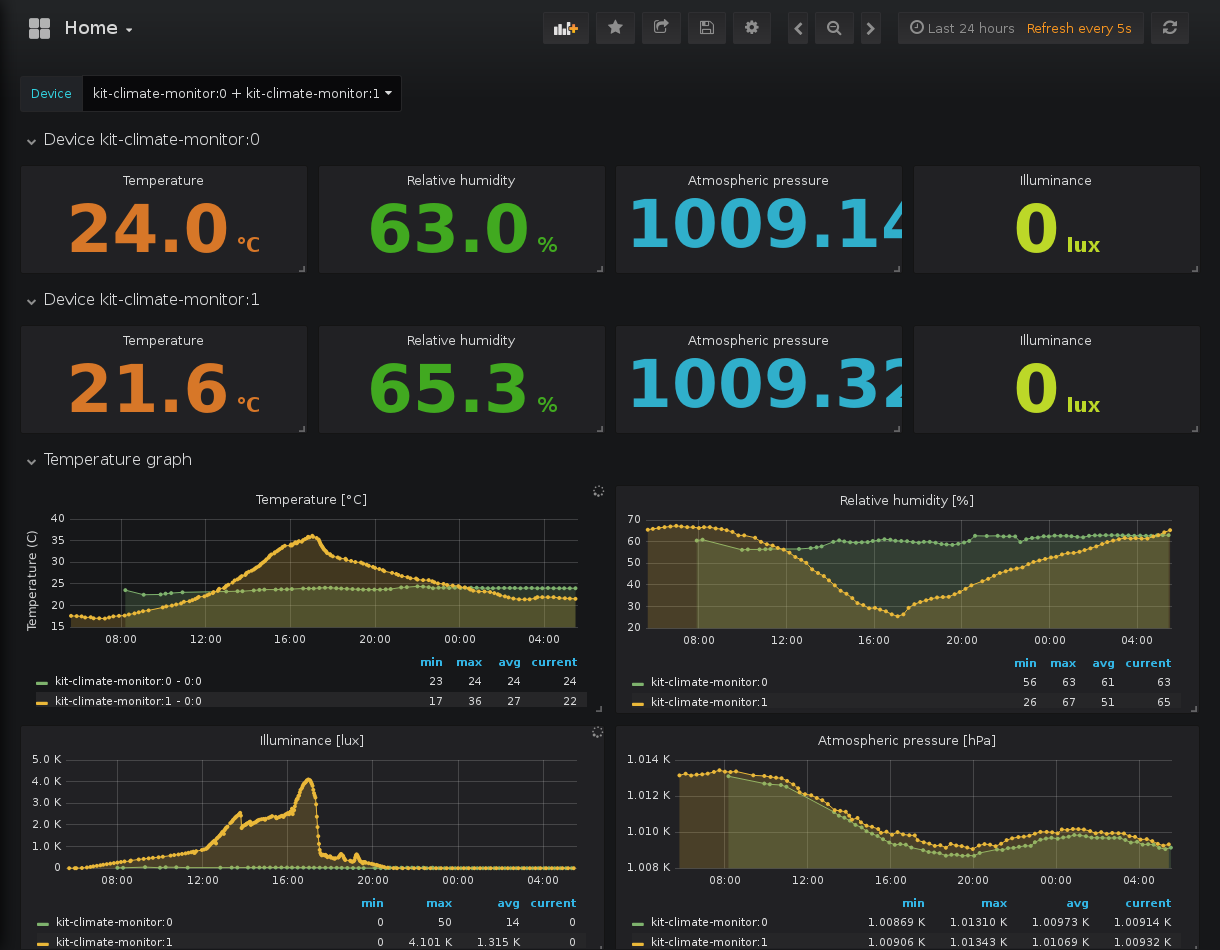 Home
Last 24 hours Refresh every 5s
Device kit-climate-monitor:0 + kit-climate-monitor:1
Device kit-climate-monitor:0
Temperature Relative humidity Atmospheric pressure Illuminance
24.0 °C 63.0 % 1009.14 0 lux
Device kit-climate-monitor:1
Temperature Relative humidity Atmospheric pressure Illuminance
21.6 °C 65.3 % 1009.32 0 lux
Temperature graph
Temperature [°C]
Temperature (C)
40
35
30
25
20
15
08:00 12:00 16:00 20:00 00:00 04:00
min max avg current
kit-climate-monitor:0 - 0:0 23 24 24 24
kit-climate-monitor:1 - 0:0 17 36 27 22
Relative humidity [%]
70
60
50
40
30
20
08:00 12:00 16:00 20:00 00:00 04:00
min max avg current
kit-climate-monitor:0 56 63 61 63
kit-climate-monitor:1 26 67 51 65
Illuminance [lux]
5.0 K
4.0 K
3.0 K
2.0 K
1.0 K
0
08:00 12:00 16:00 20:00 00:00 04:00
min max avg current
kit-climate-monitor:0 0 50 14 0
kit-climate-monitor:1 0 4.101 K 1.315 K 0
Atmospheric pressure [hPa]
1.014 K
1.012 K
1.010 K
1.008 K
08:00 12:00 16:00 20:00 00:00 04:00
min max avg current
kit-climate-monitor:0 1.00869 K 1.01310 K 1.00973 K 1.00914 K
kit-climate-monitor:1 1.00906 K 1.01343 K 1.01069 K 1.00932 K